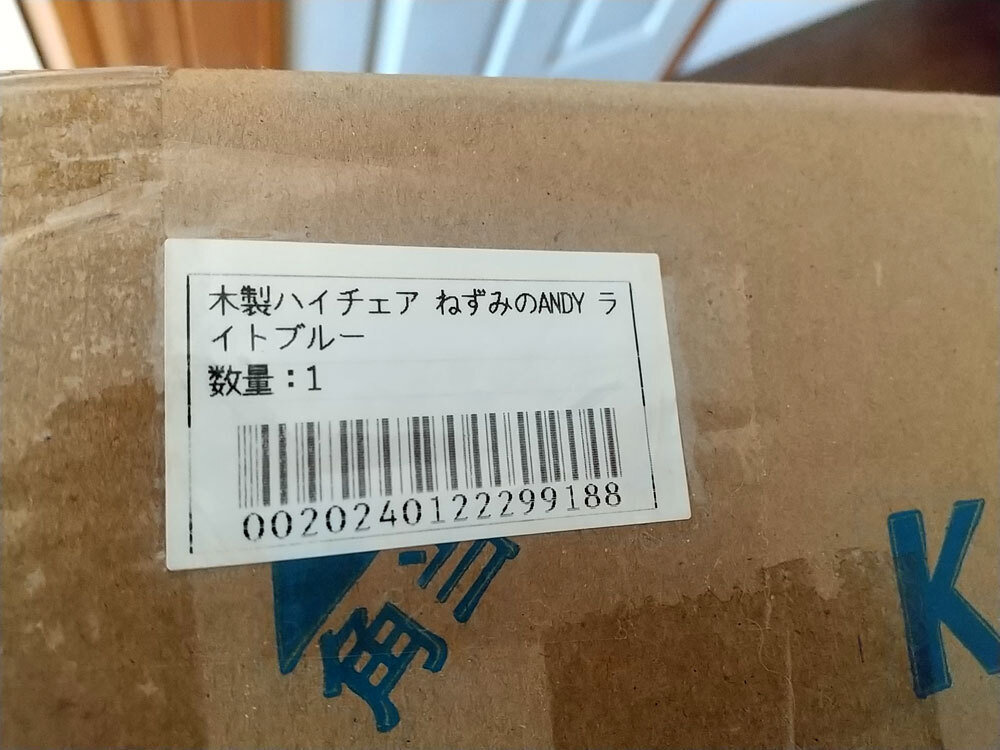 木製ハイチェア ねずみのANDY ラ
イトブルー
数量：1
0020240122299188
角
K